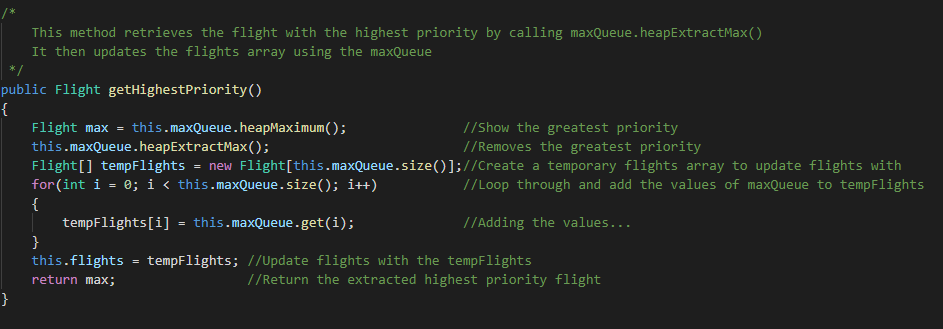 /*
    This method retrieves the flight with the highest priority by calling maxQueue.heapExtractMax()
    It then updates the flights array using the maxQueue
 */
public Flight getHighestPriority()
{
    Flight max = this.maxQueue.heapMaximum();               //Show the greatest priority
    this.maxQueue.heapExtractMax();                         //Removes the greatest priority
    Flight[] tempFlights = new Flight[this.maxQueue.size()];//Create a temporary flights array to update flights with
    for(int i = 0; i < this.maxQueue.size(); i++)           //Loop through and add the values of maxQueue to tempFlights
    {
        tempFlights[i] = this.maxQueue.get(i);              //Adding the values...
    }
    this.flights = tempFlights; //Update flights with the tempFlights
    return max;                 //Return the extracted highest priority flight
}